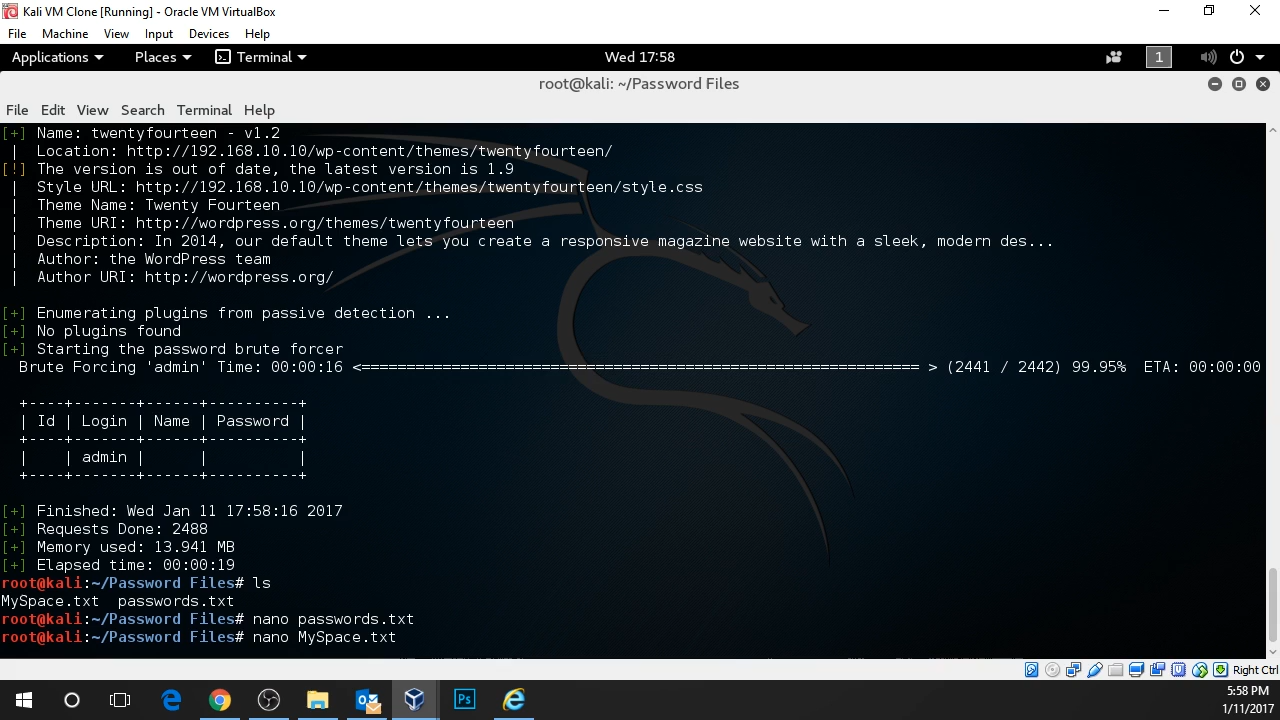 Kali VM Clone [Running] - Oracle VM VirtualBox
File Machine View Input Devices Help
Applications Places Terminal Wed 17:58 1
root@kali: ~/Password Files
File Edit View Search Terminal Help
[+] Name: twentyfourteen - v1.2
 |  Location: http://192.168.10.10/wp-content/themes/twentyfourteen/
[!] The version is out of date, the latest version is 1.9
 |  Style URL: http://192.168.10.10/wp-content/themes/twentyfourteen/style.css
 |  Theme Name: Twenty Fourteen
 |  Theme URI: http://wordpress.org/themes/twentyfourteen
 |  Description: In 2014, our default theme lets you create a responsive magazine website with a sleek, modern des...
 |  Author: the WordPress team
 |  Author URI: http://wordpress.org/
[+] Enumerating plugins from passive detection ...
[+] No plugins found
[+] Starting the password brute forcer
  Brute Forcing 'admin' Time: 00:00:16 <============================================================== > (2441 / 2442) 99.95%  ETA: 00:00:00
  +----+-------+------+----------+
  | Id | Login | Name | Password |
  +----+-------+------+----------+
  |    | admin |      |          |
  +----+-------+------+----------+
[+] Finished: Wed Jan 11 17:58:16 2017
[+] Requests Done: 2488
[+] Memory used: 13.941 MB
[+] Elapsed time: 00:00:19
root@kali:~/Password Files# ls
MySpace.txt  passwords.txt
root@kali:~/Password Files# nano passwords.txt
root@kali:~/Password Files# nano MySpace.txt
Right Ctrl
Ps
5:58 PM
1/11/2017